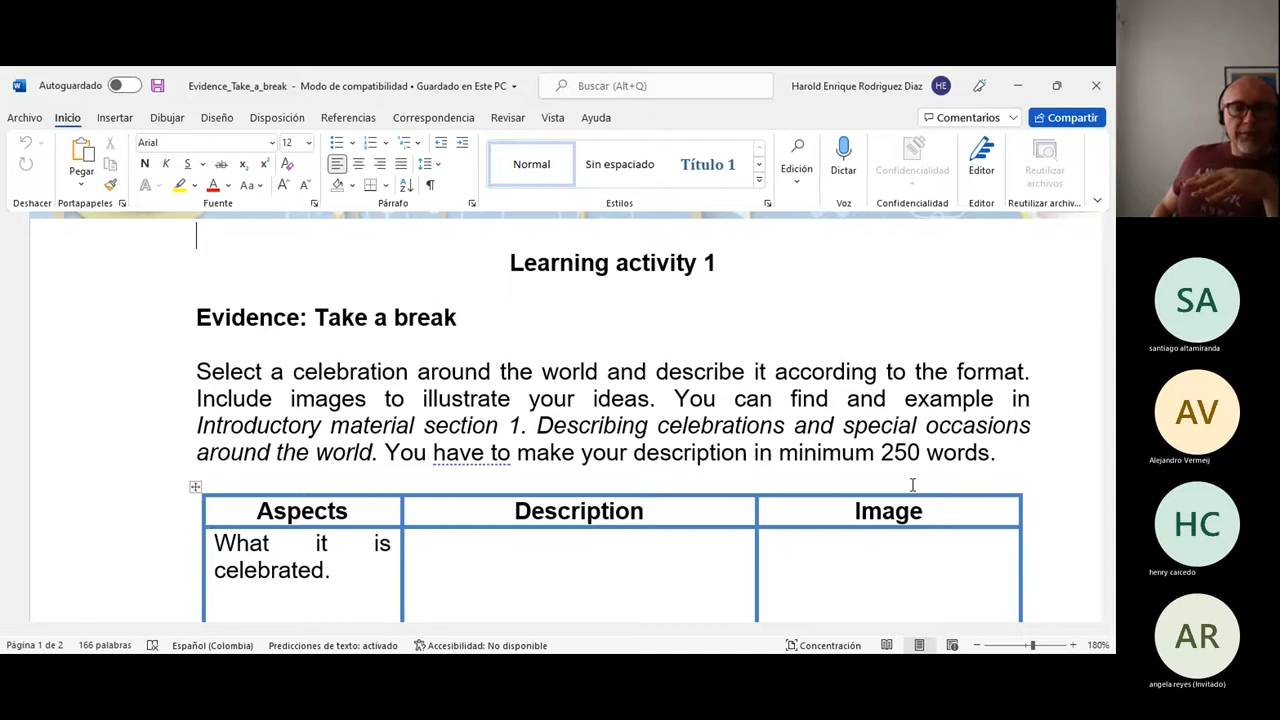 Autoguardado
Evidence_Take_a_break - Modo de compatibilidad • Guardado en Este PC
Buscar (Alt+Q)
Harold Enrique Rodriguez Diaz
HE
Archivo
Inicio
Insertar
Dibujar
Diseño
Disposición
Referencias
Correspondencia
Revisar
Vista
Ayuda
Comentarios
Compartir
Pegar
Arial
12
N K S ab x₂ x²
A A Aa A A
Normal
Sin espaciado
Título 1
Edición
Dictar
Confidencialidad
Editor
Reutilizar
archivos
Deshacer
Portapapeles
Fuente
Párrafo
Estilos
Voz
Confidencialidad
Editor
Reutilizar archiv...
Learning activity 1
Evidence: Take a break
Select a celebration around the world and describe it according to the format.
Include images to illustrate your ideas. You can find and example in
Introductory material section 1. Describing celebrations and special occasions
around the world. You have to make your description in minimum 250 words.
Aspects
Description
Image
What it is
celebrated.
Página 1 de 2
166 palabras
Español (Colombia)
Predicciones de texto: activado
Accesibilidad: No disponible
Concentración
180%
SA
santiago altamiranda
AV
Alejandro Vermeij
HC
henry caicedo
AR
angela reyes (Invitado)